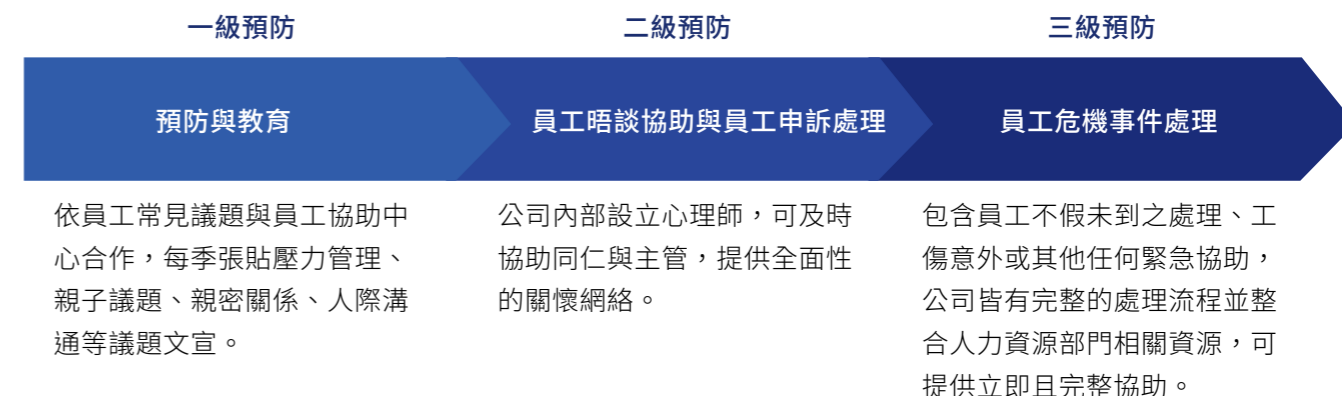 一級預防
預防與教育
依員工常見議題與員工協助中
心合作，每季張貼壓力管理、
親子議題、親密關係、人際溝
通等議題文宣。
二級預防
員工晤談協助與員工申訴處理
公司內部設立心理師，可及時
協助同仁與主管，提供全面性
的關懷網絡。
三級預防
員工危機事件處理
包含員工不假未到之處理、工
傷意外或其他任何緊急協助，
公司皆有完整的處理流程並整
合人力資源部門相關資源，可
提供立即且完整協助。